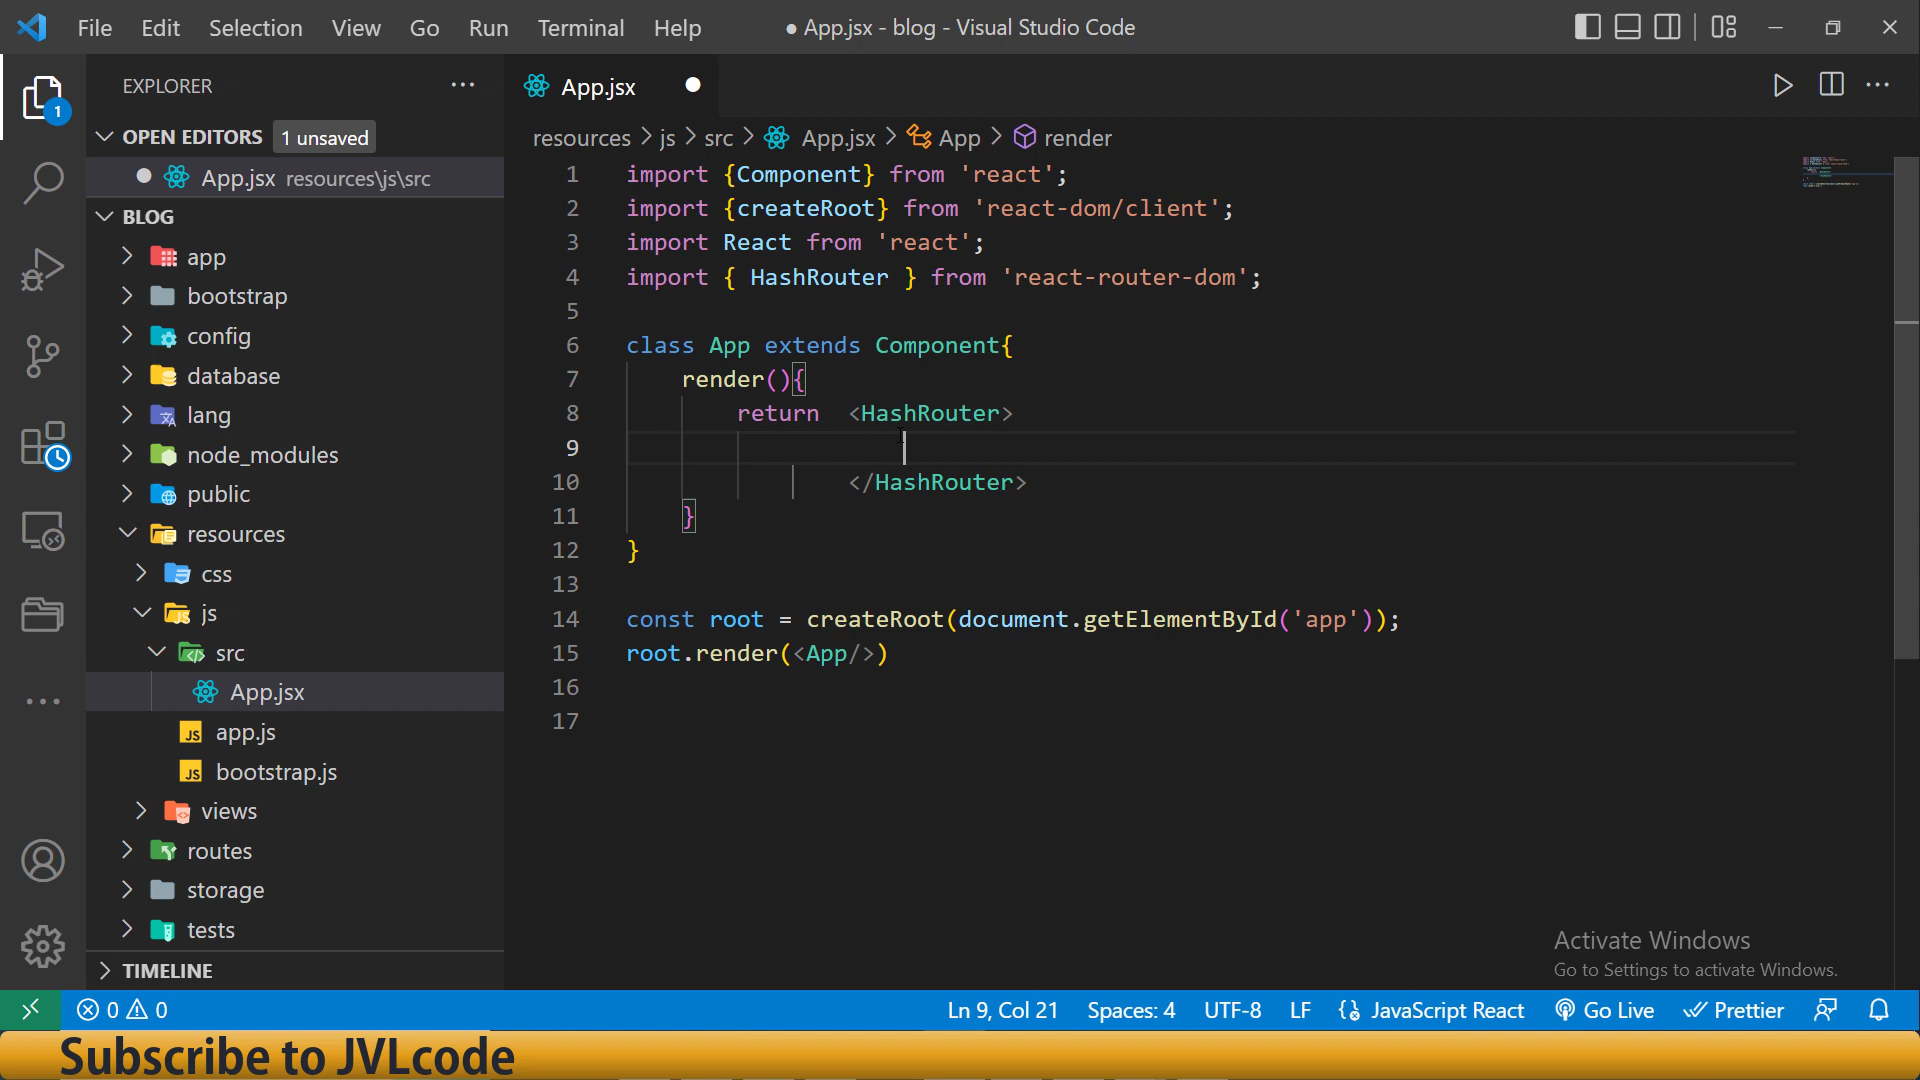 File Edit Selection View Go Run Terminal Help ● App.jsx - blog - Visual Studio Code
EXPLORER
OPEN EDITORS 1 unsaved
App.jsx resources\js\src
BLOG
app
bootstrap
config
database
lang
node_modules
public
resources
css
js
src
App.jsx
app.js
bootstrap.js
views
routes
storage
tests
TIMELINE
1
App.jsx
resources > js > src > App.jsx > App > render
1 import {Component} from 'react';
2 import {createRoot} from 'react-dom/client';
3 import React from 'react';
4 import { HashRouter } from 'react-router-dom';
5
6 class App extends Component{
7 render(){
8 return <HashRouter>
9
10 </HashRouter>
11 }
12 }
13
14 const root = createRoot(document.getElementById('app'));
15 root.render(<App/>)
16
17
Activate Windows
Go to Settings to activate Windows.
0 0 Ln 9, Col 21 Spaces: 4 UTF-8 LF JavaScript React Go Live Prettier
Subscribe to JVLcode